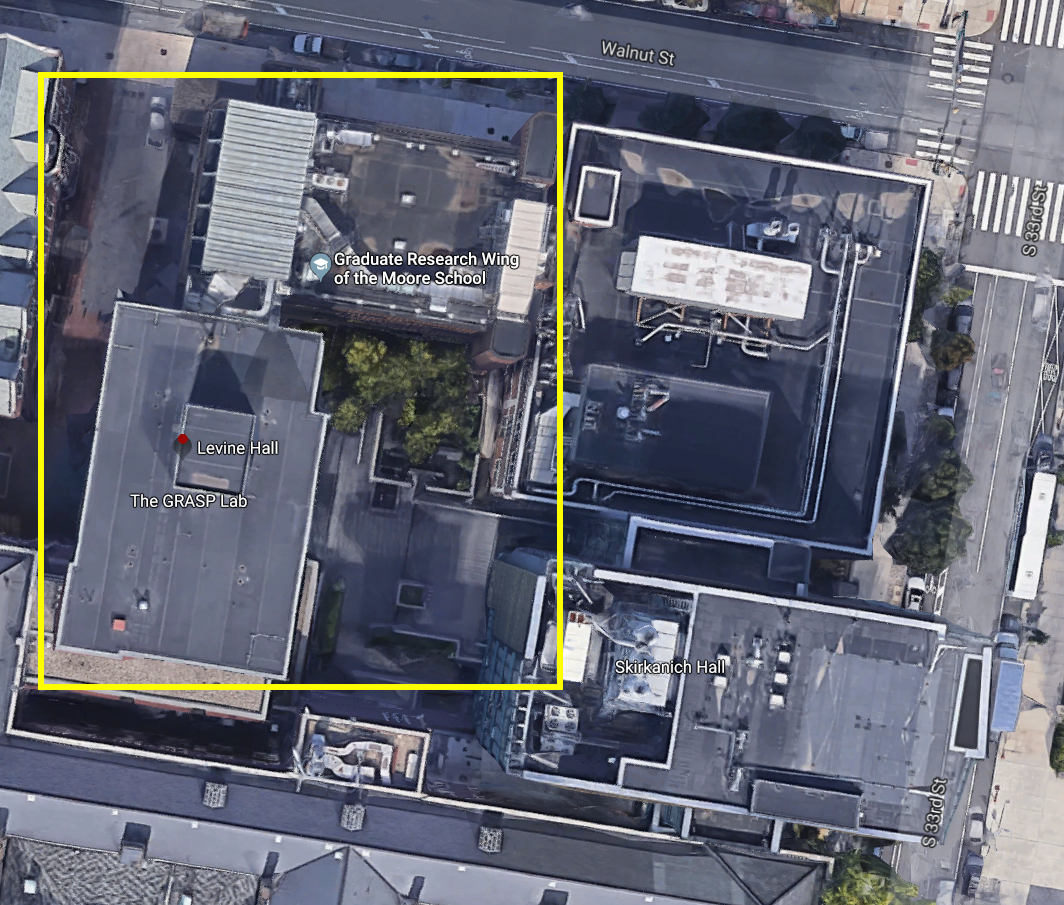 Walnut St
S 33rd St
Graduate Research Wing
of the Moore School
Levine Hall
The GRASP Lab
Skirkanich Hall
S 33rd St